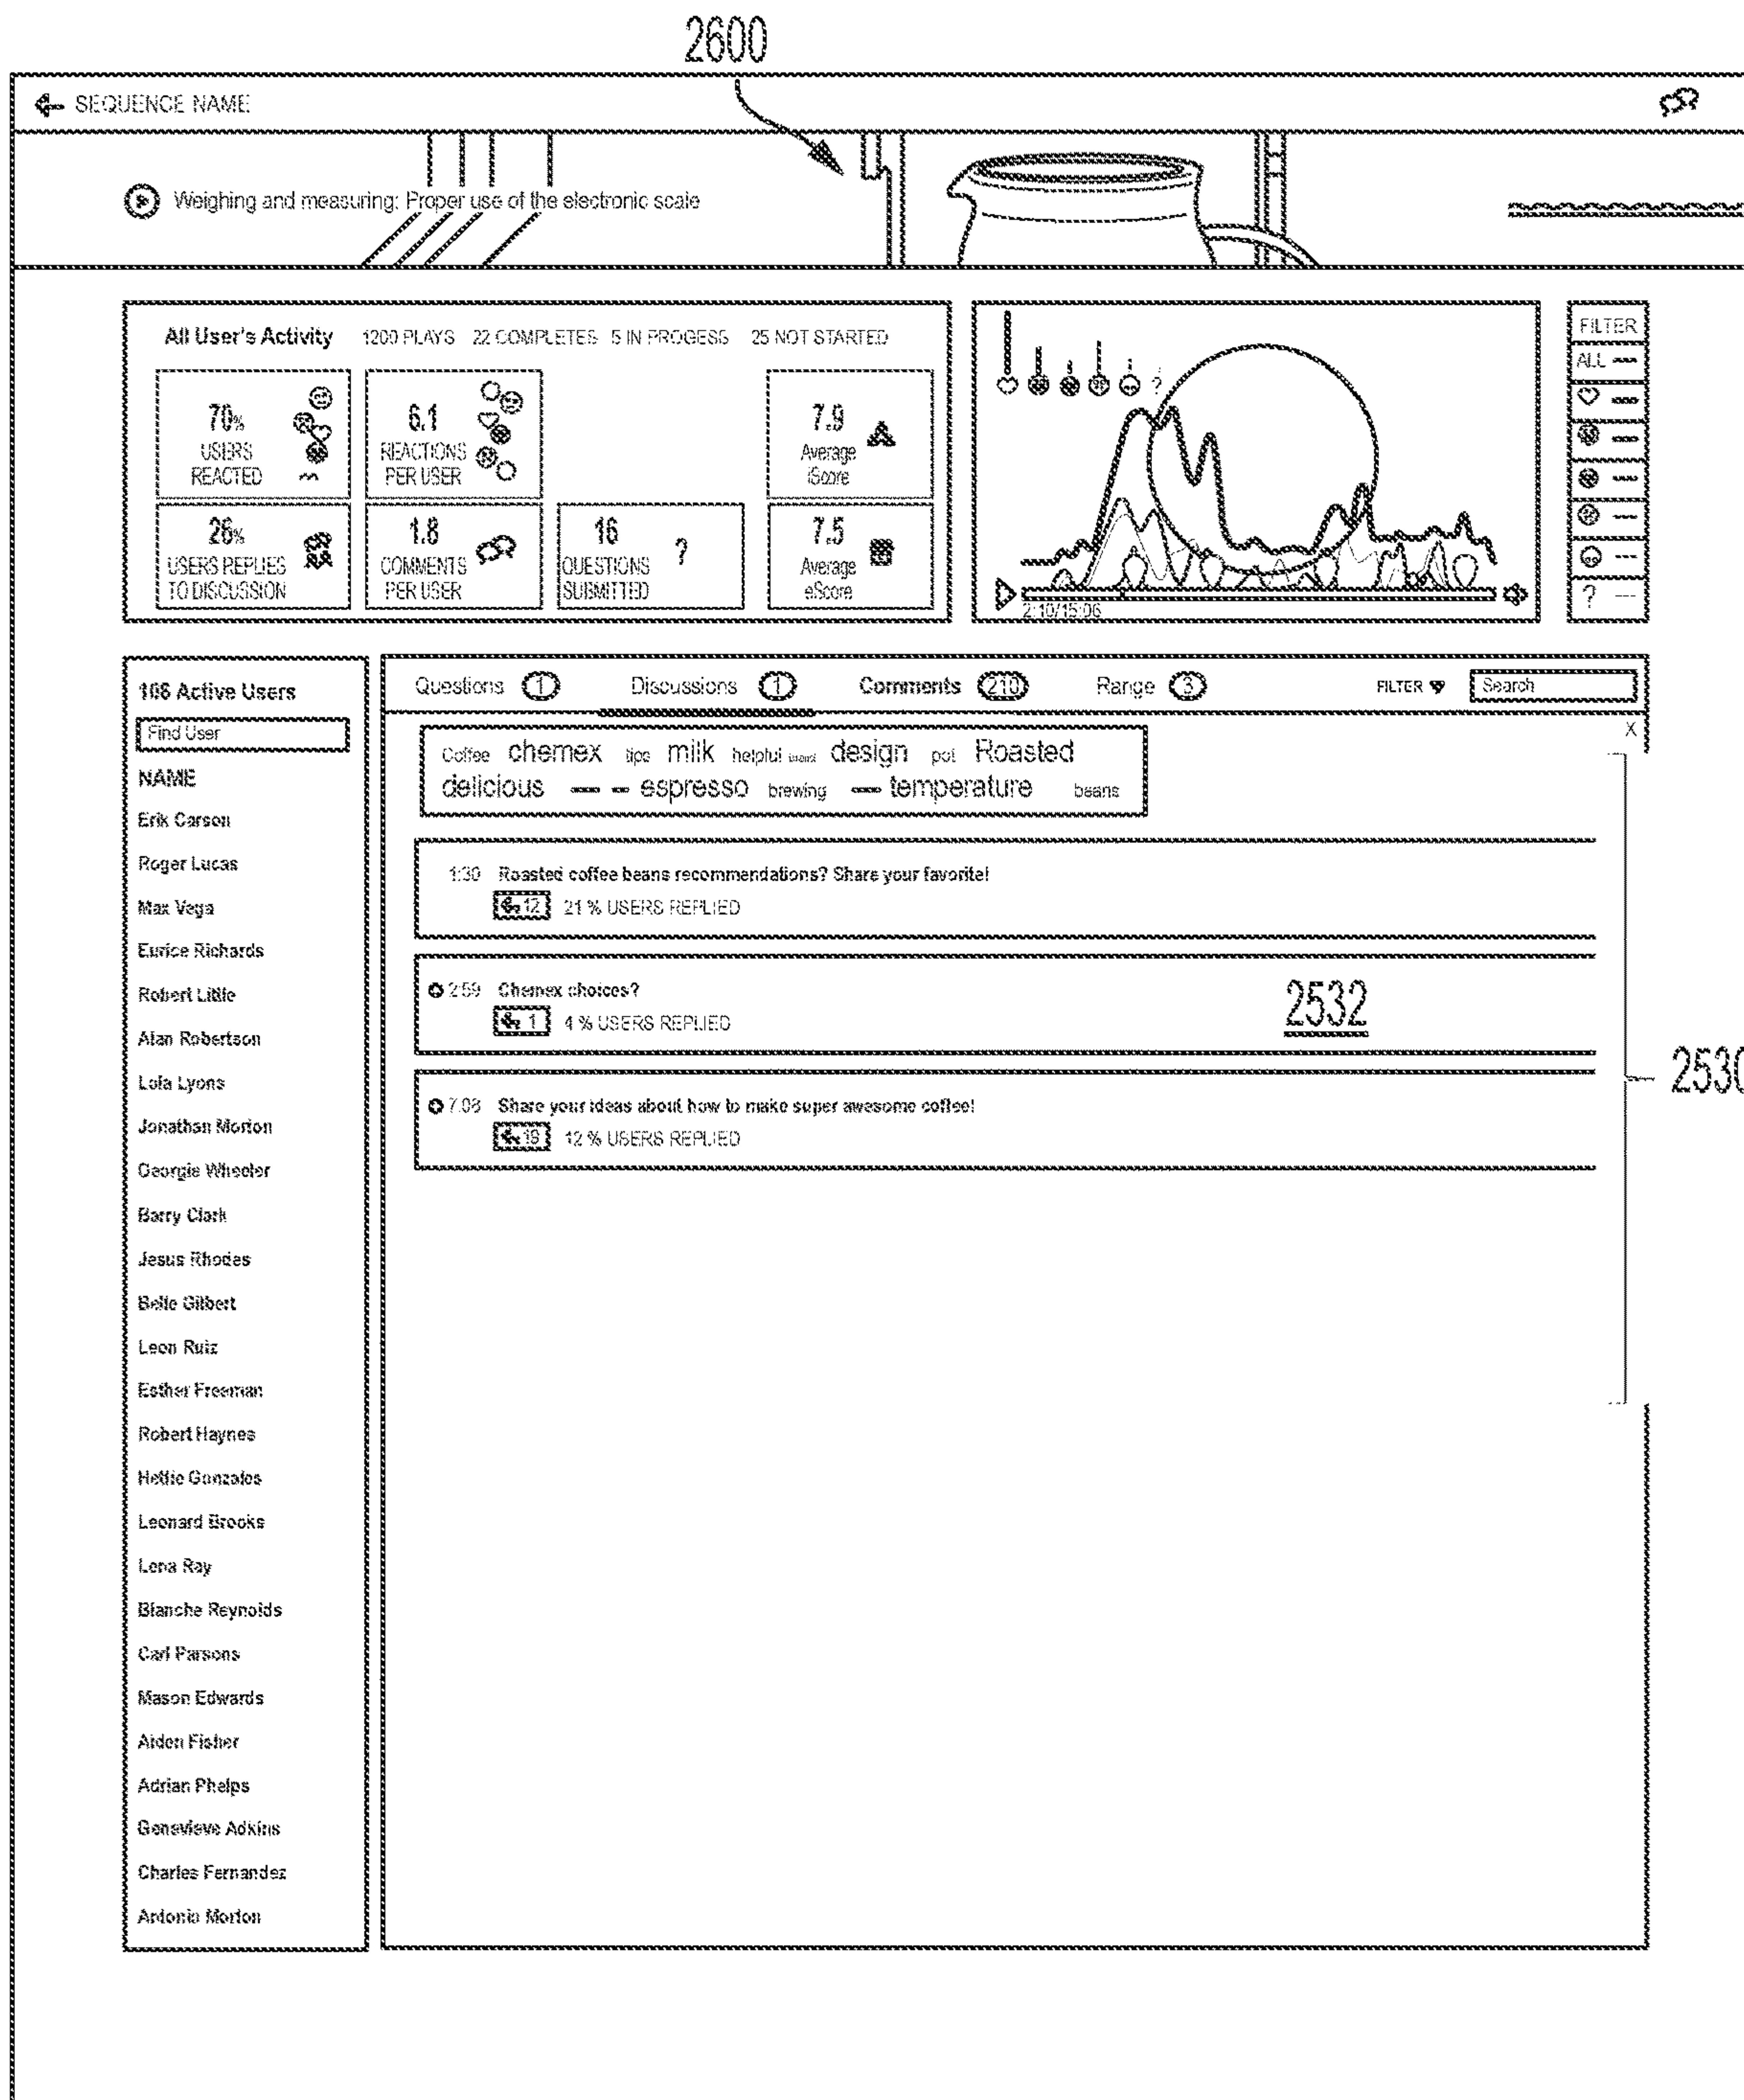 2600
SEQUENCE NAME
Weighing and measuring: Proper use of the electronic scale
All User's Activity 1200 PLAYS 22 COMPLETES 5 IN PROGESS 25 NOT STARTED
70% USERS REACTED
6.1 REACTIONS PER USER
7.9 Average iScore
26% USERS REPLIES TO DISCUSSION
1.8 COMMENTS PER USER
16 QUESTIONS SUBMITTED ?
7.5 Average eScore
?
2:10/15:06
FILTER
ALL
?
106 Active Users
Find User
NAME
Erik Carson
Roger Lucas
Max Vega
Eurice Richards
Robert Little
Alan Robertson
Lola Lyons
Jonathan Morton
Georgie Wheeler
Barry Clark
Jesus Rhodes
Belle Gilbert
Leon Ruiz
Esther Freeman
Robert Haynes
Hettie Gonzales
Leonard Brooks
Lena Ray
Blanche Reynolds
Carl Parsons
Mason Edwards
Aiden Fisher
Adrian Phelps
Genevieve Adkins
Charles Fernandez
Antonio Morton
Questions 1 Discussions 1 Comments 210 Range 3 FILTER Search
X
Coffee chemex tips milk helpful design pot Roasted
delicious espresso brewing temperature beans
1:30 Roasted coffee beans recommendations? Share your favorite!
12 21 % USERS REPLIED
2:59 Chemex choices?
1 4 % USERS REPLIED
2532
2530
7:08 Share your ideas about how to make super awesome coffee!
19 12 % USERS REPLIED